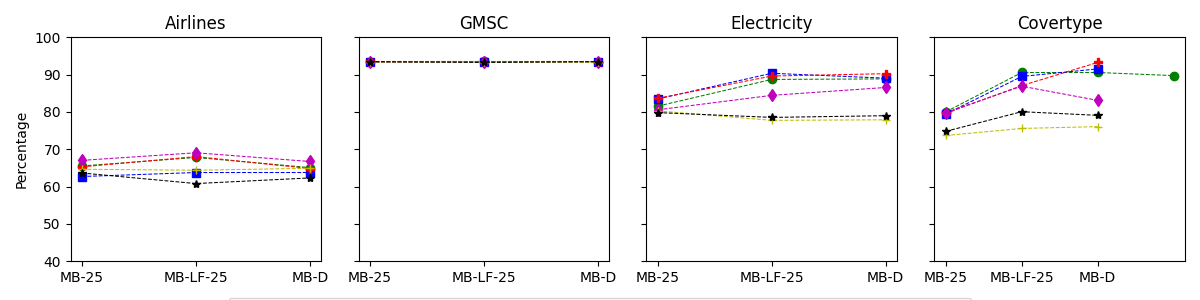 Airlines
GMSC
Electricity
Covertype
Percentage
100
90
80
70
60
50
40
MB-25 MB-LF-25 MB-D
MB-25 MB-LF-25 MB-D
MB-25 MB-LF-25 MB-D
MB-25 MB-LF-25 MB-D